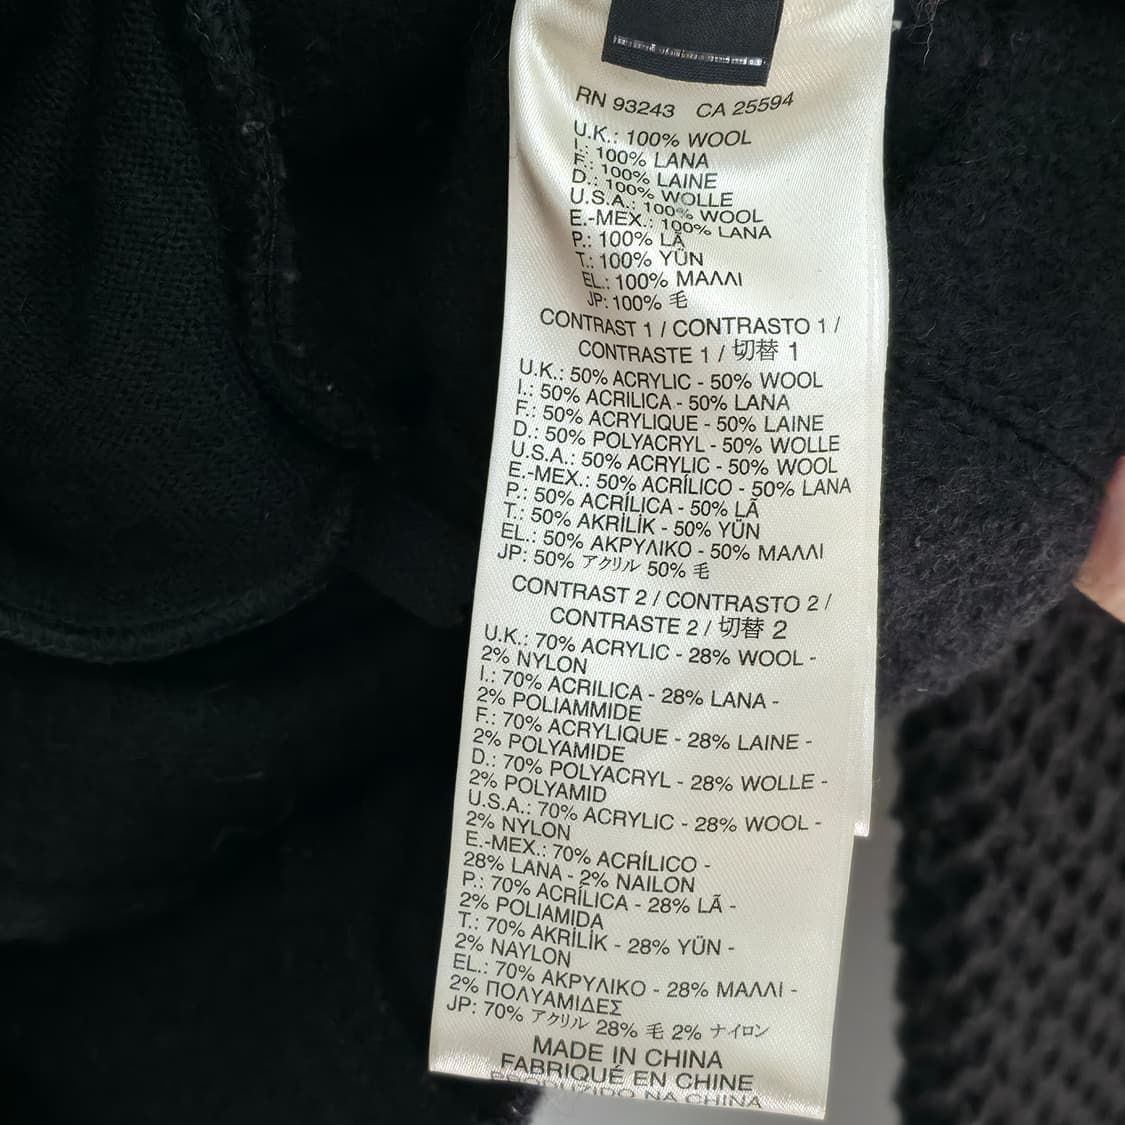 RN 93243 CA 25594
U.K.: 100% WOOL
I.: 100% LANA
F.: 100% LAINE
D.: 100% WOLLE
U.S.A.: 100% WOOL
E.-MEX.: 100% LANA
P.: 100% LÃ
T.: 100% YÜN
EL.: 100% ΜΑΛΛΙ
JP: 100% 毛
CONTRAST 1 / CONTRASTO 1 /
CONTRASTE 1 / 切替 1
U.K.: 50% ACRYLIC - 50% WOOL
I.: 50% ACRILICA - 50% LANA
F.: 50% ACRYLIQUE - 50% LAINE
D.: 50% POLYACRYL - 50% WOLLE
U.S.A.: 50% ACRYLIC - 50% WOOL
E.-MEX.: 50% ACRÍLICO - 50% LANA
P.: 50% ACRÍLICA - 50% LÃ
T.: 50% AKRİLİK - 50% YÜN
EL.: 50% ΑΚΡΥΛΙΚΟ - 50% ΜΑΛΛΙ
JP: 50% アクリル 50% 毛
CONTRAST 2 / CONTRASTO 2 /
CONTRASTE 2 / 切替 2
U.K.: 70% ACRYLIC - 28% WOOL -
2% NYLON
I.: 70% ACRILICA - 28% LANA -
2% POLIAMMIDE
F.: 70% ACRYLIQUE - 28% LAINE -
2% POLYAMIDE
D.: 70% POLYACRYL - 28% WOLLE -
2% POLYAMID
U.S.A.: 70% ACRYLIC - 28% WOOL -
2% NYLON
E.-MEX.: 70% ACRÍLICO -
28% LANA - 2% NAILON
P.: 70% ACRÍLICA - 28% LÃ -
2% POLIAMIDA
T.: 70% AKRİLİK - 28% YÜN -
2% NAYLON
EL.: 70% ΑΚΡΥΛΙΚΟ - 28% ΜΑΛΛΙ -
2% ΠΟΛΥΑΜΙΔΕΣ
JP: 70% アクリル 28% 毛 2% ナイロン
MADE IN CHINA
FABRIQUÉ EN CHINE
PRODUZIDO NA CHINA